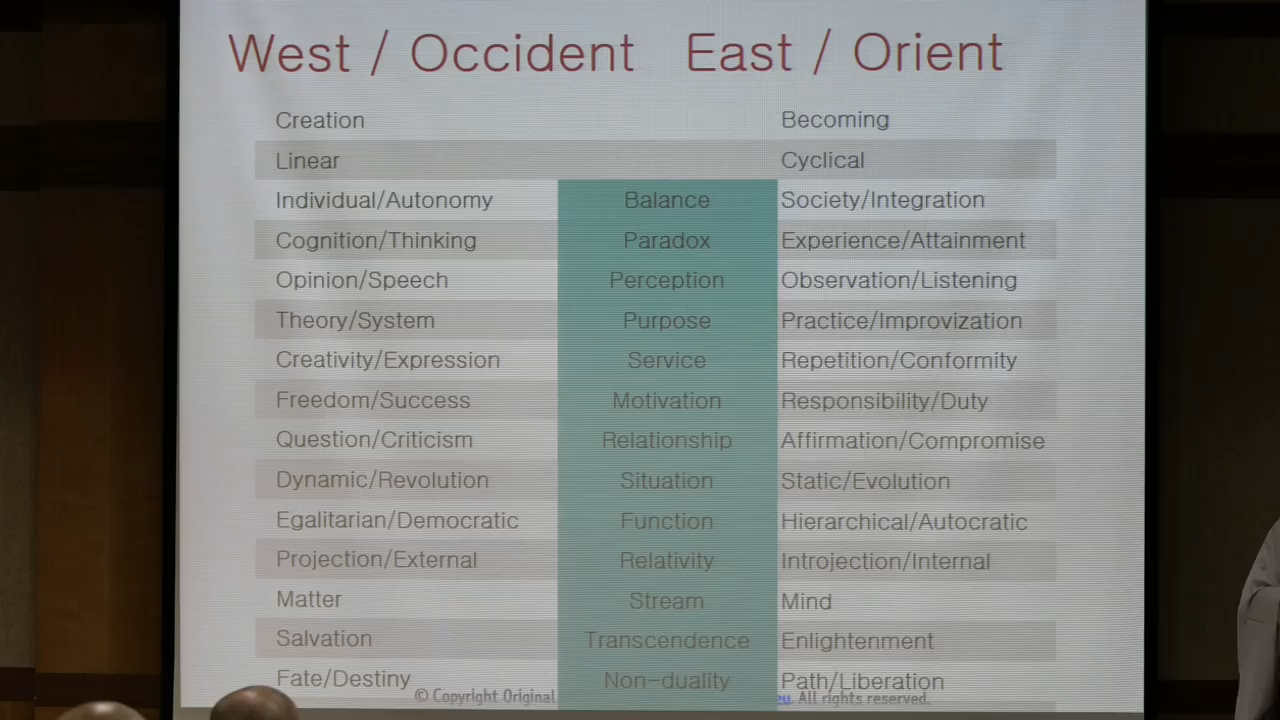 West / Occident East / Orient
Creation Becoming
Linear Cyclical
Individual/Autonomy Balance Society/Integration
Cognition/Thinking Paradox Experience/Attainment
Opinion/Speech Perception Observation/Listening
Theory/System Purpose Practice/Improvization
Creativity/Expression Service Repetition/Conformity
Freedom/Success Motivation Responsibility/Duty
Question/Criticism Relationship Affirmation/Compromise
Dynamic/Revolution Situation Static/Evolution
Egalitarian/Democratic Function Hierarchical/Autocratic
Projection/External Relativity Introjection/Internal
Matter Stream Mind
Salvation Transcendence Enlightenment
Fate/Destiny Non-duality Path/Liberation
© Copyright Original eu. All rights reserved.